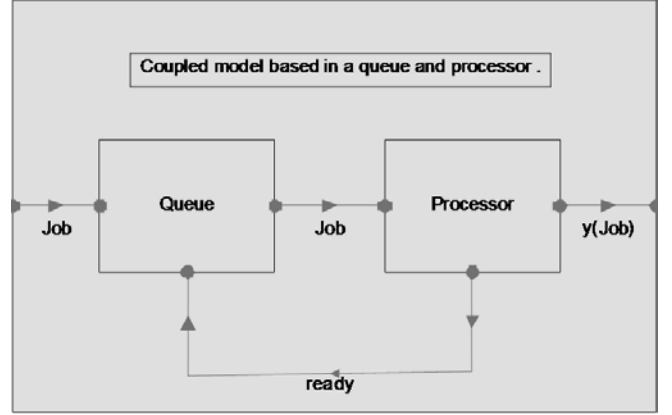 Coupled model based in a queue and processor .
Queue
Processor
Job
Job
y(Job)
ready